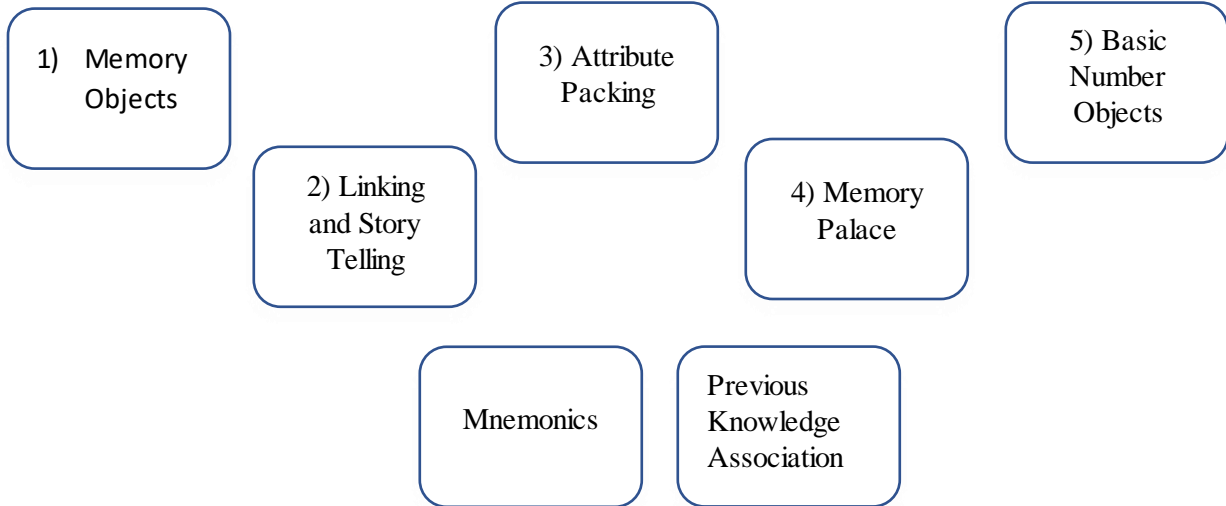 1) Memory
Objects
2) Linking
and Story
Telling
3) Attribute
Packing
4) Memory
Palace
5) Basic
Number
Objects
Mnemonics
Previous
Knowledge
Association